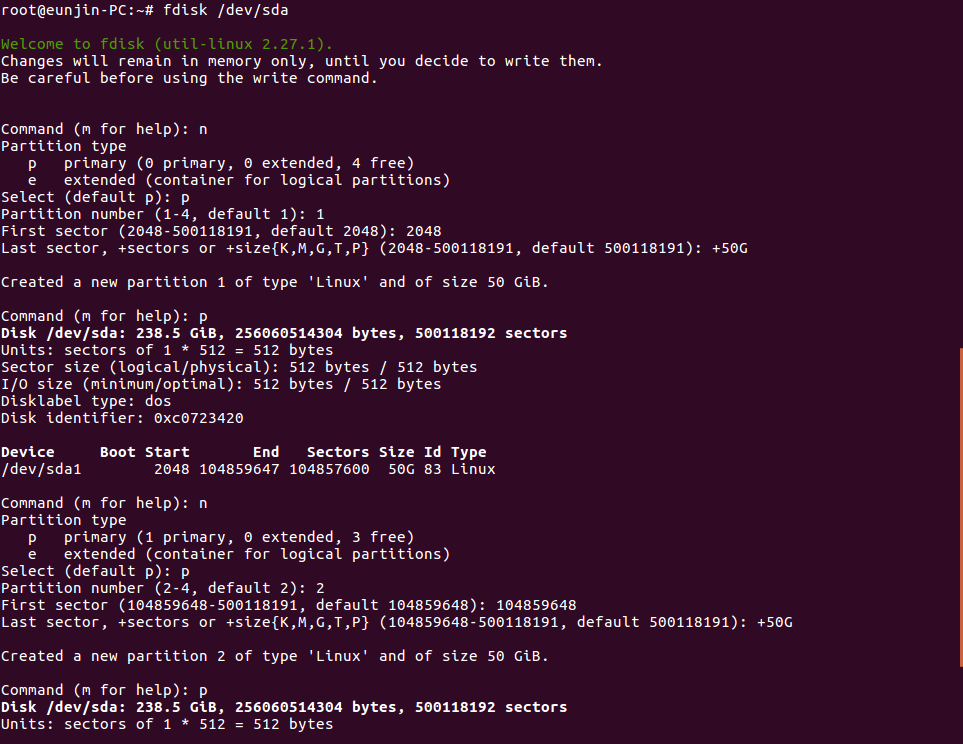 root@eunjin-PC:~# fdisk /dev/sda
Welcome to fdisk (util-linux 2.27.1).
Changes will remain in memory only, until you decide to write them.
Be careful before using the write command.
Command (m for help): n
Partition type
   p   primary (0 primary, 0 extended, 4 free)
   e   extended (container for logical partitions)
Select (default p): p
Partition number (1-4, default 1): 1
First sector (2048-500118191, default 2048): 2048
Last sector, +sectors or +size{K,M,G,T,P} (2048-500118191, default 500118191): +50G
Created a new partition 1 of type 'Linux' and of size 50 GiB.
Command (m for help): p
Disk /dev/sda: 238.5 GiB, 256060514304 bytes, 500118192 sectors
Units: sectors of 1 * 512 = 512 bytes
Sector size (logical/physical): 512 bytes / 512 bytes
I/O size (minimum/optimal): 512 bytes / 512 bytes
Disklabel type: dos
Disk identifier: 0xc0723420
Device     Boot Start       End   Sectors Size Id Type
/dev/sda1        2048 104859647 104857600  50G 83 Linux
Command (m for help): n
Partition type
   p   primary (1 primary, 0 extended, 3 free)
   e   extended (container for logical partitions)
Select (default p): p
Partition number (2-4, default 2): 2
First sector (104859648-500118191, default 104859648): 104859648
Last sector, +sectors or +size{K,M,G,T,P} (104859648-500118191, default 500118191): +50G
Created a new partition 2 of type 'Linux' and of size 50 GiB.
Command (m for help): p
Disk /dev/sda: 238.5 GiB, 256060514304 bytes, 500118192 sectors
Units: sectors of 1 * 512 = 512 bytes